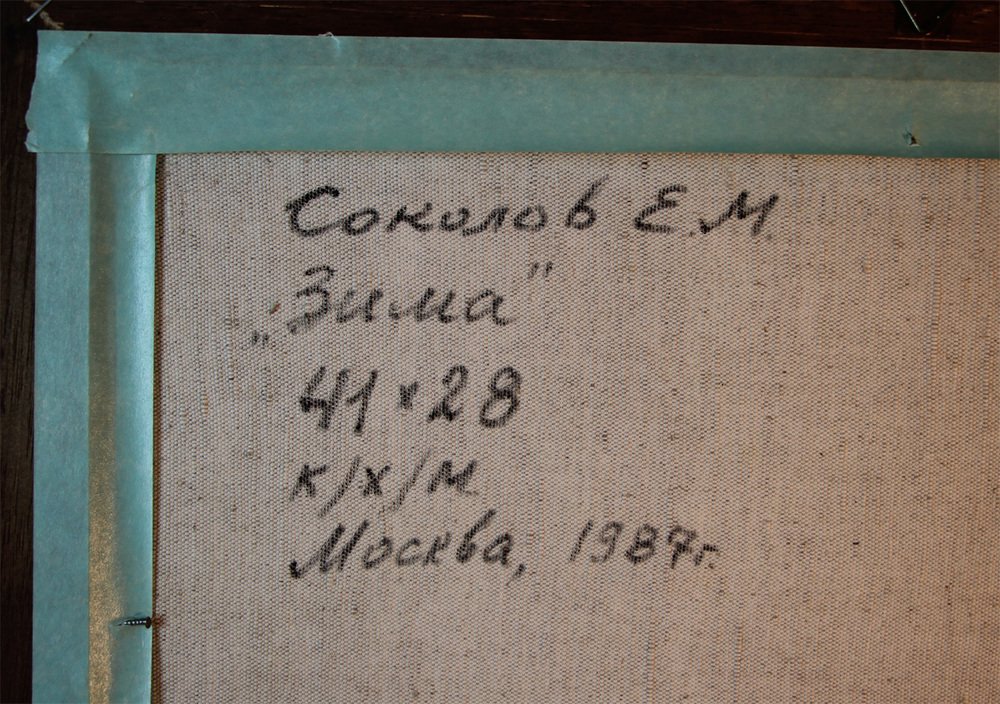 Соколов Е.М.
„Зима"
41×28
к/х/м
Москва, 1987г.